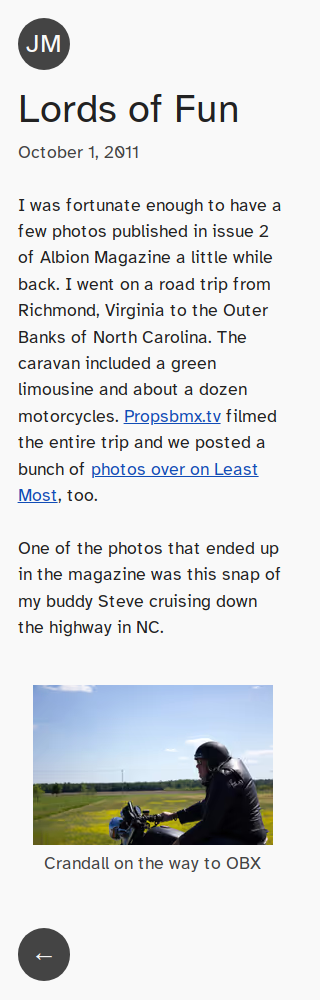 JM
Lords of Fun
October 1, 2011
I was fortunate enough to have a
few photos published in issue 2
of Albion Magazine a little while
back. I went on a road trip from
Richmond, Virginia to the Outer
Banks of North Carolina. The
caravan included a green
limousine and about a dozen
motorcycles. Propsbmx.tv filmed
the entire trip and we posted a
bunch of photos over on Least
Most, too.
One of the photos that ended up
in the magazine was this snap of
my buddy Steve cruising down
the highway in NC.
Crandall on the way to OBX
←